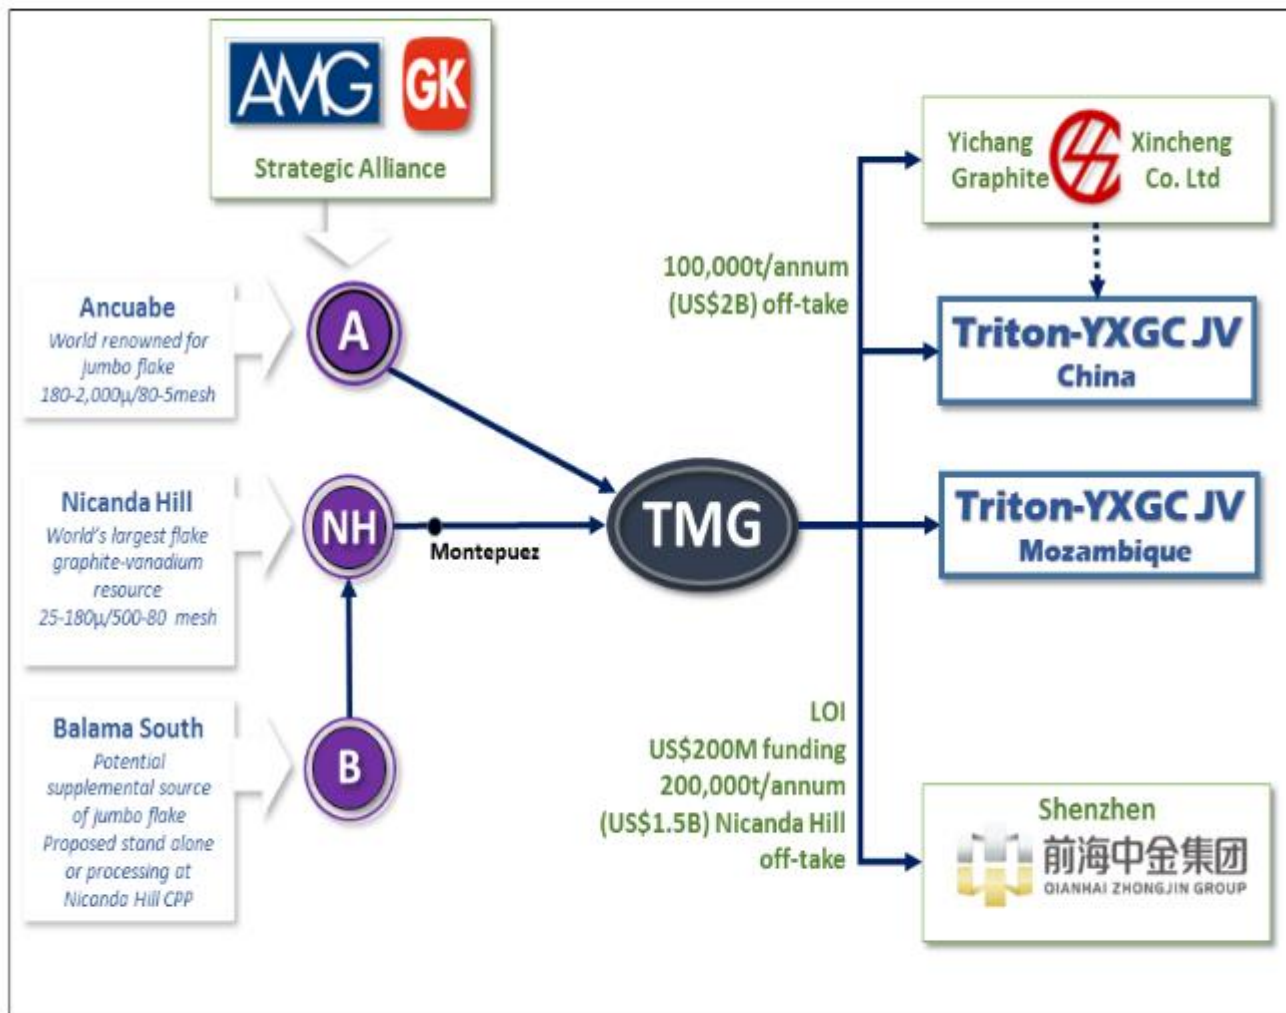 AMG
GK
Strategic Alliance
Ancuabe
World renowned for
jumbo flake
180-2,000µ/80-5mesh
A
Nicanda Hill
World's largest flake
graphite-vanadium
resource
25-180µ/500-80 mesh
NH
Montepuez
Balama South
Potential
supplemental source
of jumbo flake
Proposed stand alone
or processing at
Nicanda Hill CPP
B
TMG
100,000t/annum
(US$2B) off-take
LOI
US$200M funding
200,000t/annum
(US$1.5B) Nicanda Hill
off-take
Yichang Xincheng
Graphite Co. Ltd
Triton-YXGC JV
China
Triton-YXGC JV
Mozambique
Shenzhen
前海中金集团
QIANHAI ZHONGJIN GROUP